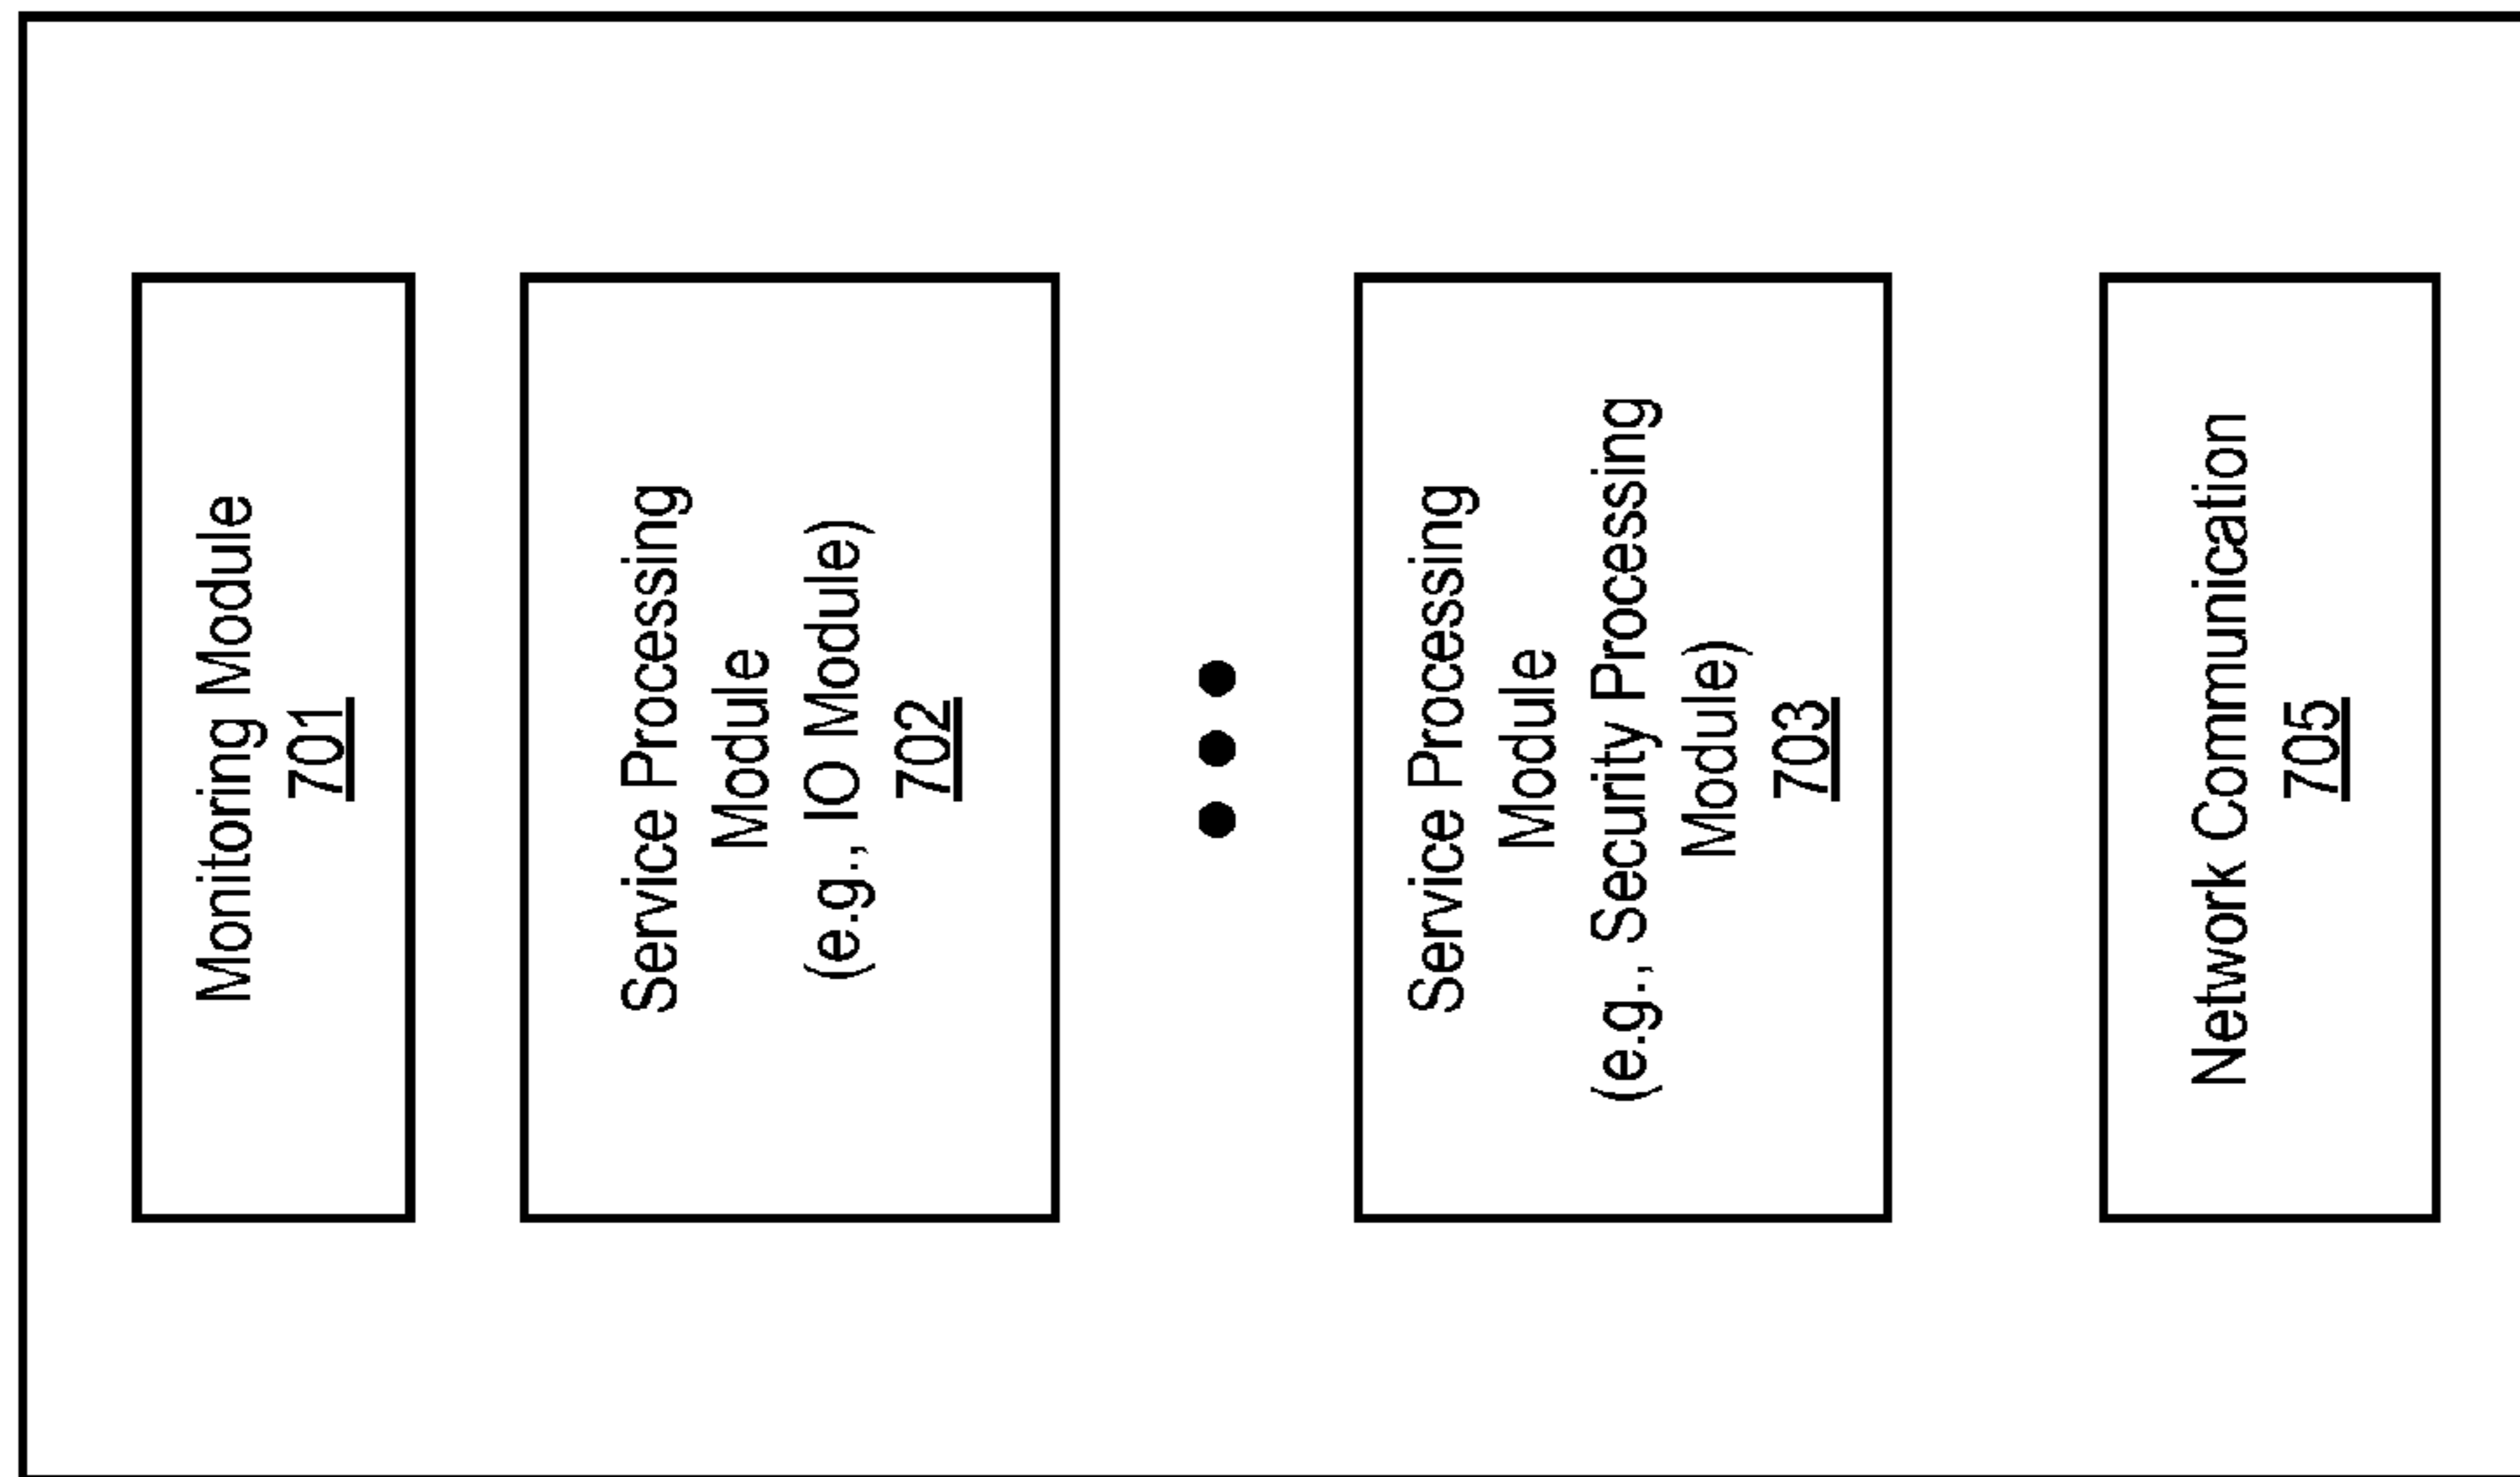 Monitoring Module
701
Service Processing
Module
(e.g., IO Module)
702
Service Processing
Module
(e.g., Security Processing
Module)
703
Network Communication
705